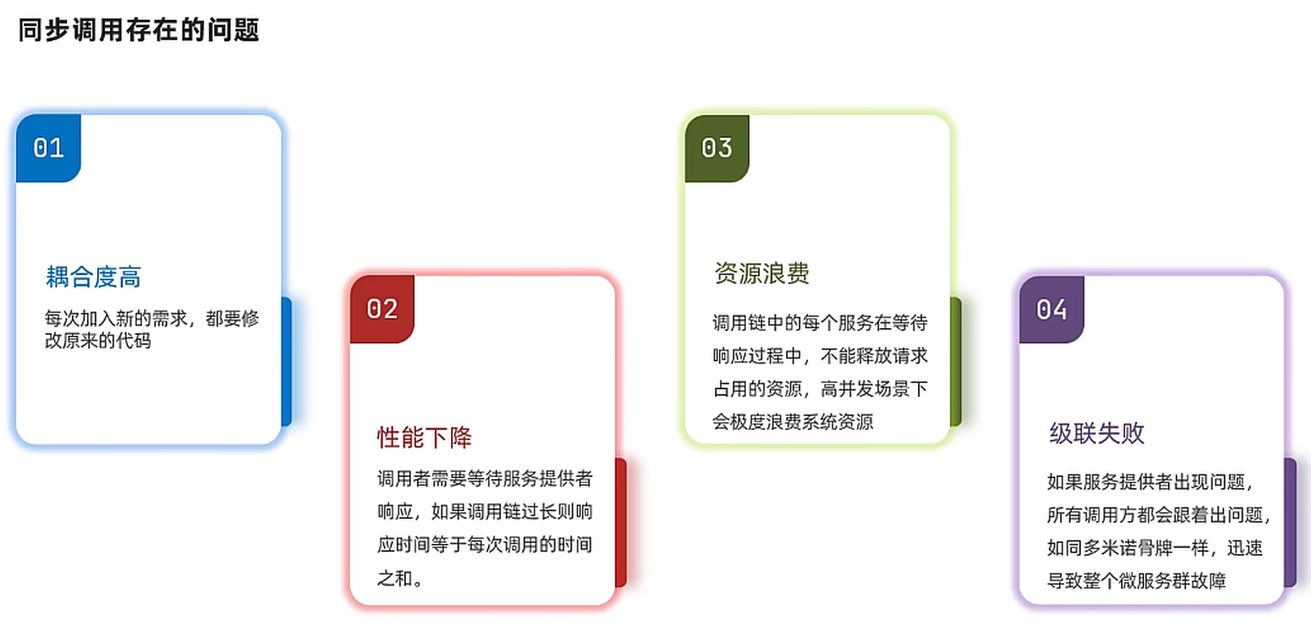 同步调用存在的问题
01
耦合度高
每次加入新的需求，都要修
改原来的代码
02
性能下降
调用者需要等待服务提供者
响应，如果调用链过长则响
应时间等于每次调用的时间
之和。
03
资源浪费
调用链中的每个服务在等待
响应过程中，不能释放请求
占用的资源，高并发场景下
会极度浪费系统资源
04
级联失败
如果服务提供者出现问题，
所有调用方都会跟着出问题，
如同多米诺骨牌一样，迅速
导致整个微服务群故障